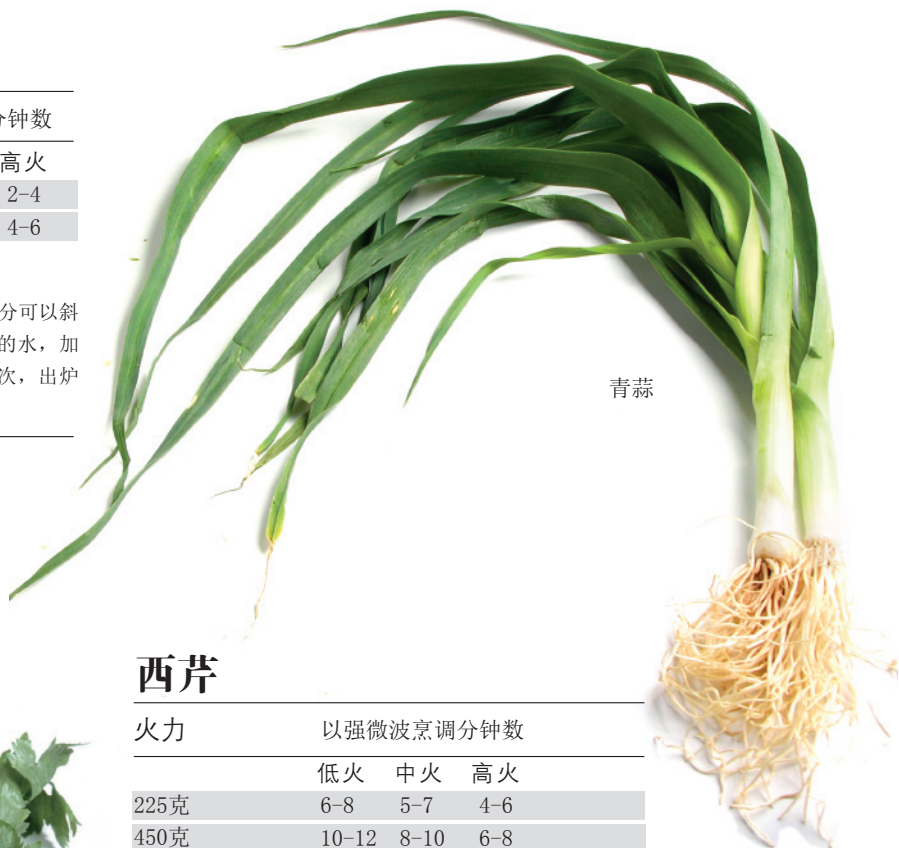 分钟数
高火
2-4
4-6
分可以斜
的水，加
次，出炉
青蒜
西芹
火力 以强微波烹调分钟数
低火 中火 高火
225克 6-8 5-7 4-6
450克 10-12 8-10 6-8